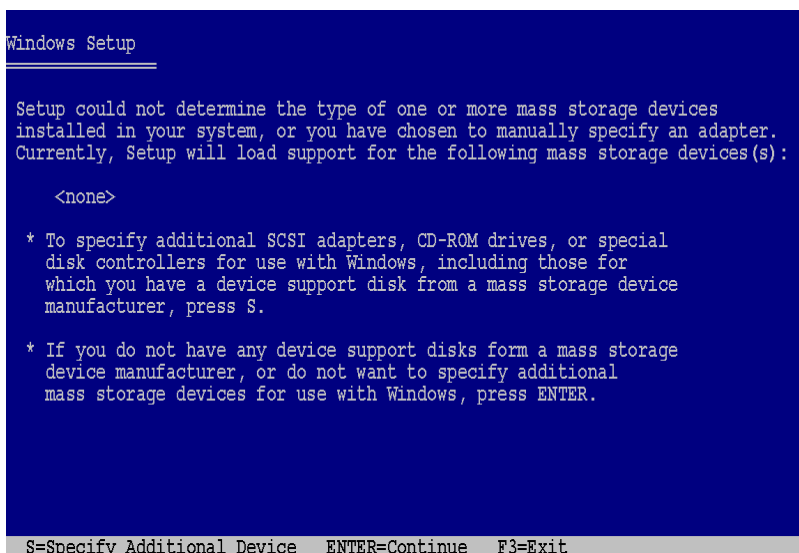 Windows Setup
Setup could not determine the type of one or more mass storage devices
installed in your system, or you have chosen to manually specify an adapter.
Currently, Setup will load support for the following mass storage devices(s):
<none>
* To specify additional SCSI adapters, CD-ROM drives, or special
disk controllers for use with Windows, including those for
which you have a device support disk from a mass storage device
manufacturer, press S.
* If you do not have any device support disks form a mass storage
device manufacturer, or do not want to specify additional
mass storage devices for use with Windows, press ENTER.
S=Specify Additional Device ENTER=Continue F3=Exit